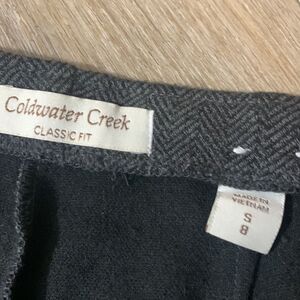 Coldwater Creek
CLASSIC FIT
MADE IN
VIETNAM
S
8